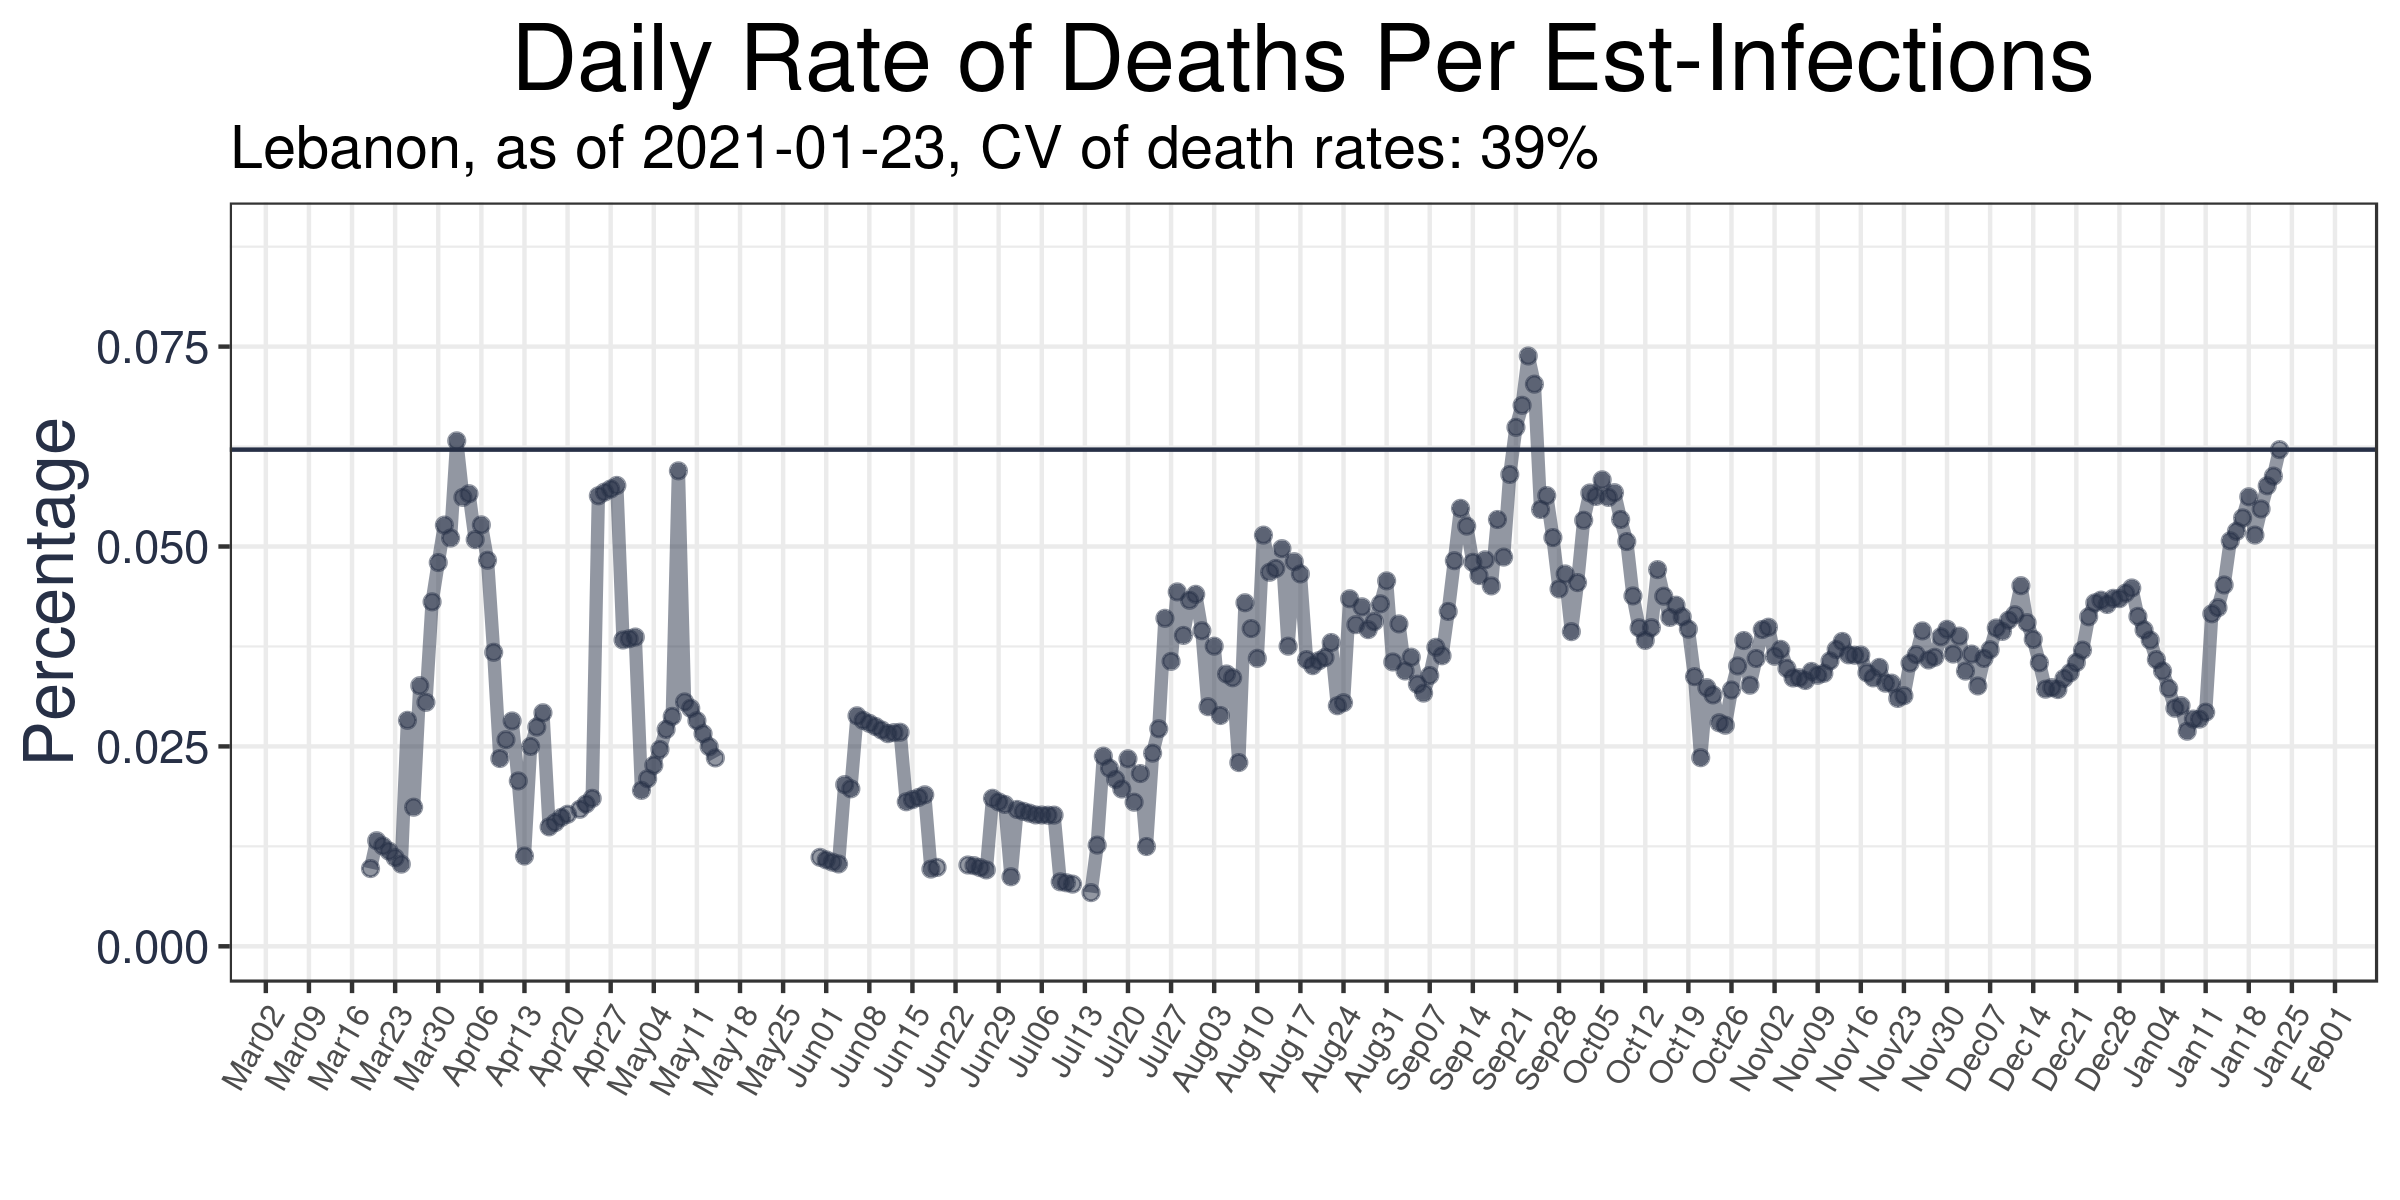 Daily Rate of Deaths Per Est-Infections
Lebanon, as of 2021-01-23, CV of death rates: 39%
Percentage
0.075
0.050
0.025
0.000
Mar02
Mar09
Mar16
Mar23
Mar30
Apr06
Apr13
Apr20
Apr27
May04
May11
May18
May25
Jun01
Jun08
Jun15
Jun22
Jun29
Jul06
Jul13
Jul20
Jul27
Aug03
Aug10
Aug17
Aug24
Aug31
Sep07
Sep14
Sep21
Sep28
Oct05
Oct12
Oct19
Oct26
Nov02
Nov09
Nov16
Nov23
Nov30
Dec07
Dec14
Dec21
Dec28
Jan04
Jan11
Jan18
Jan25
Feb01